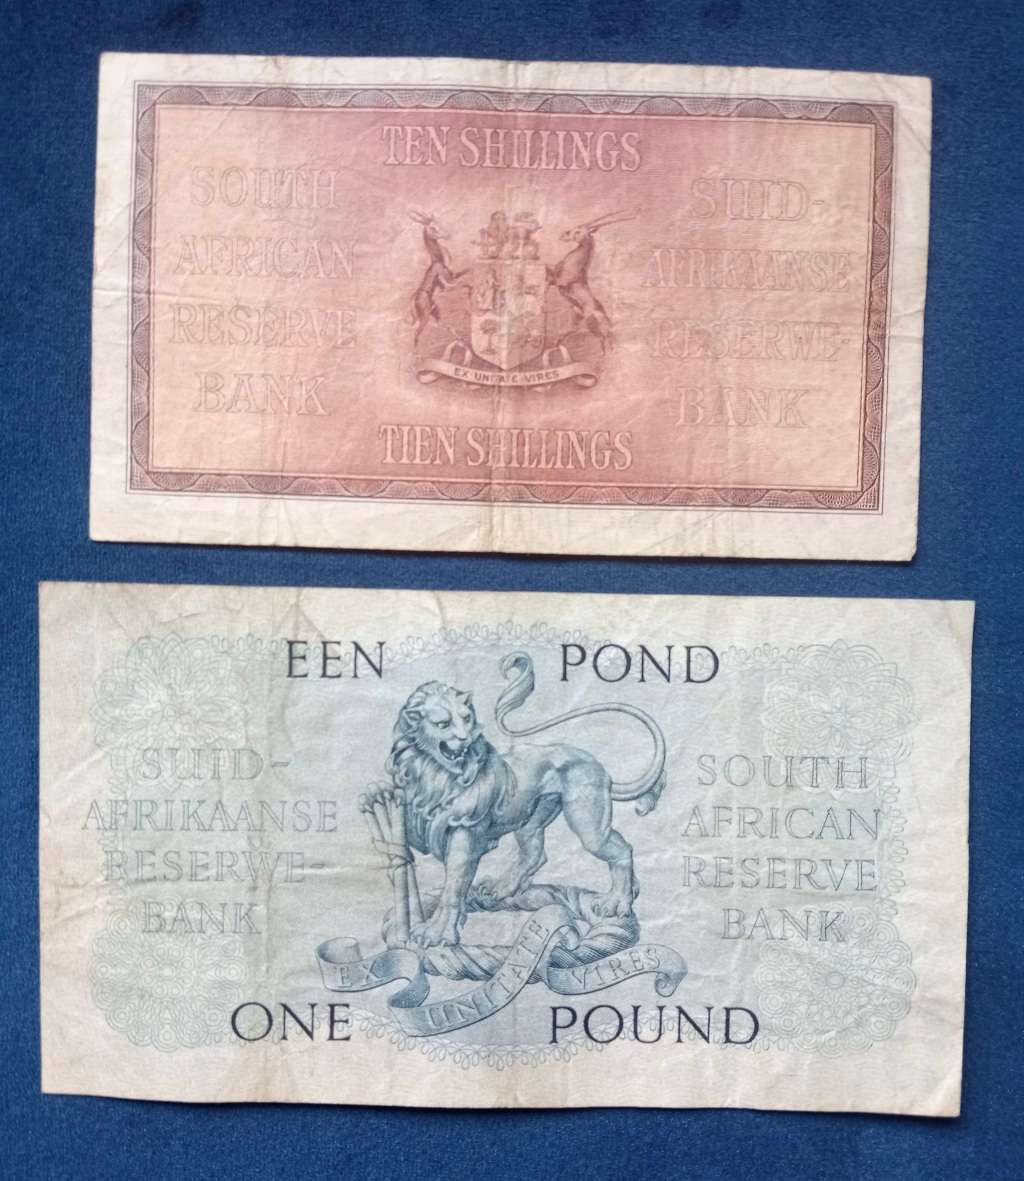 TEN SHILLINGS
SOUTH
AFRICAN
RESERVE
BANK
SUID-
AFRIKAANSE
RESERWE-
BANK
EX UNITATE VIRES
TIEN SHILLINGS
EEN POND
SUID-
AFRIKAANSE
RESERWE-
BANK
SOUTH
AFRICAN
RESERVE
BANK
EX UNITATE VIRES
ONE POUND